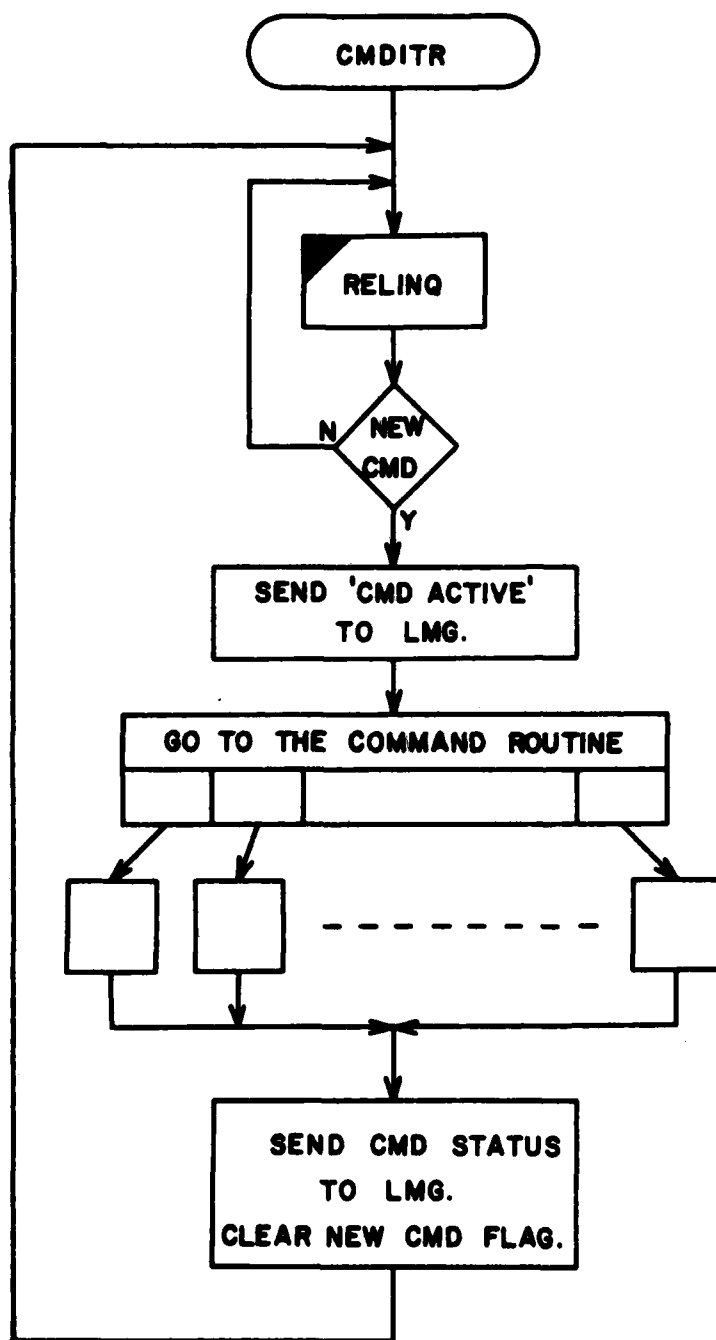 CMDITR
RELINQ
N
NEW
CMD
Y
SEND 'CMD ACTIVE'
TO LMG.
GO TO THE COMMAND ROUTINE
SEND CMD STATUS
TO LMG.
CLEAR NEW CMD FLAG.